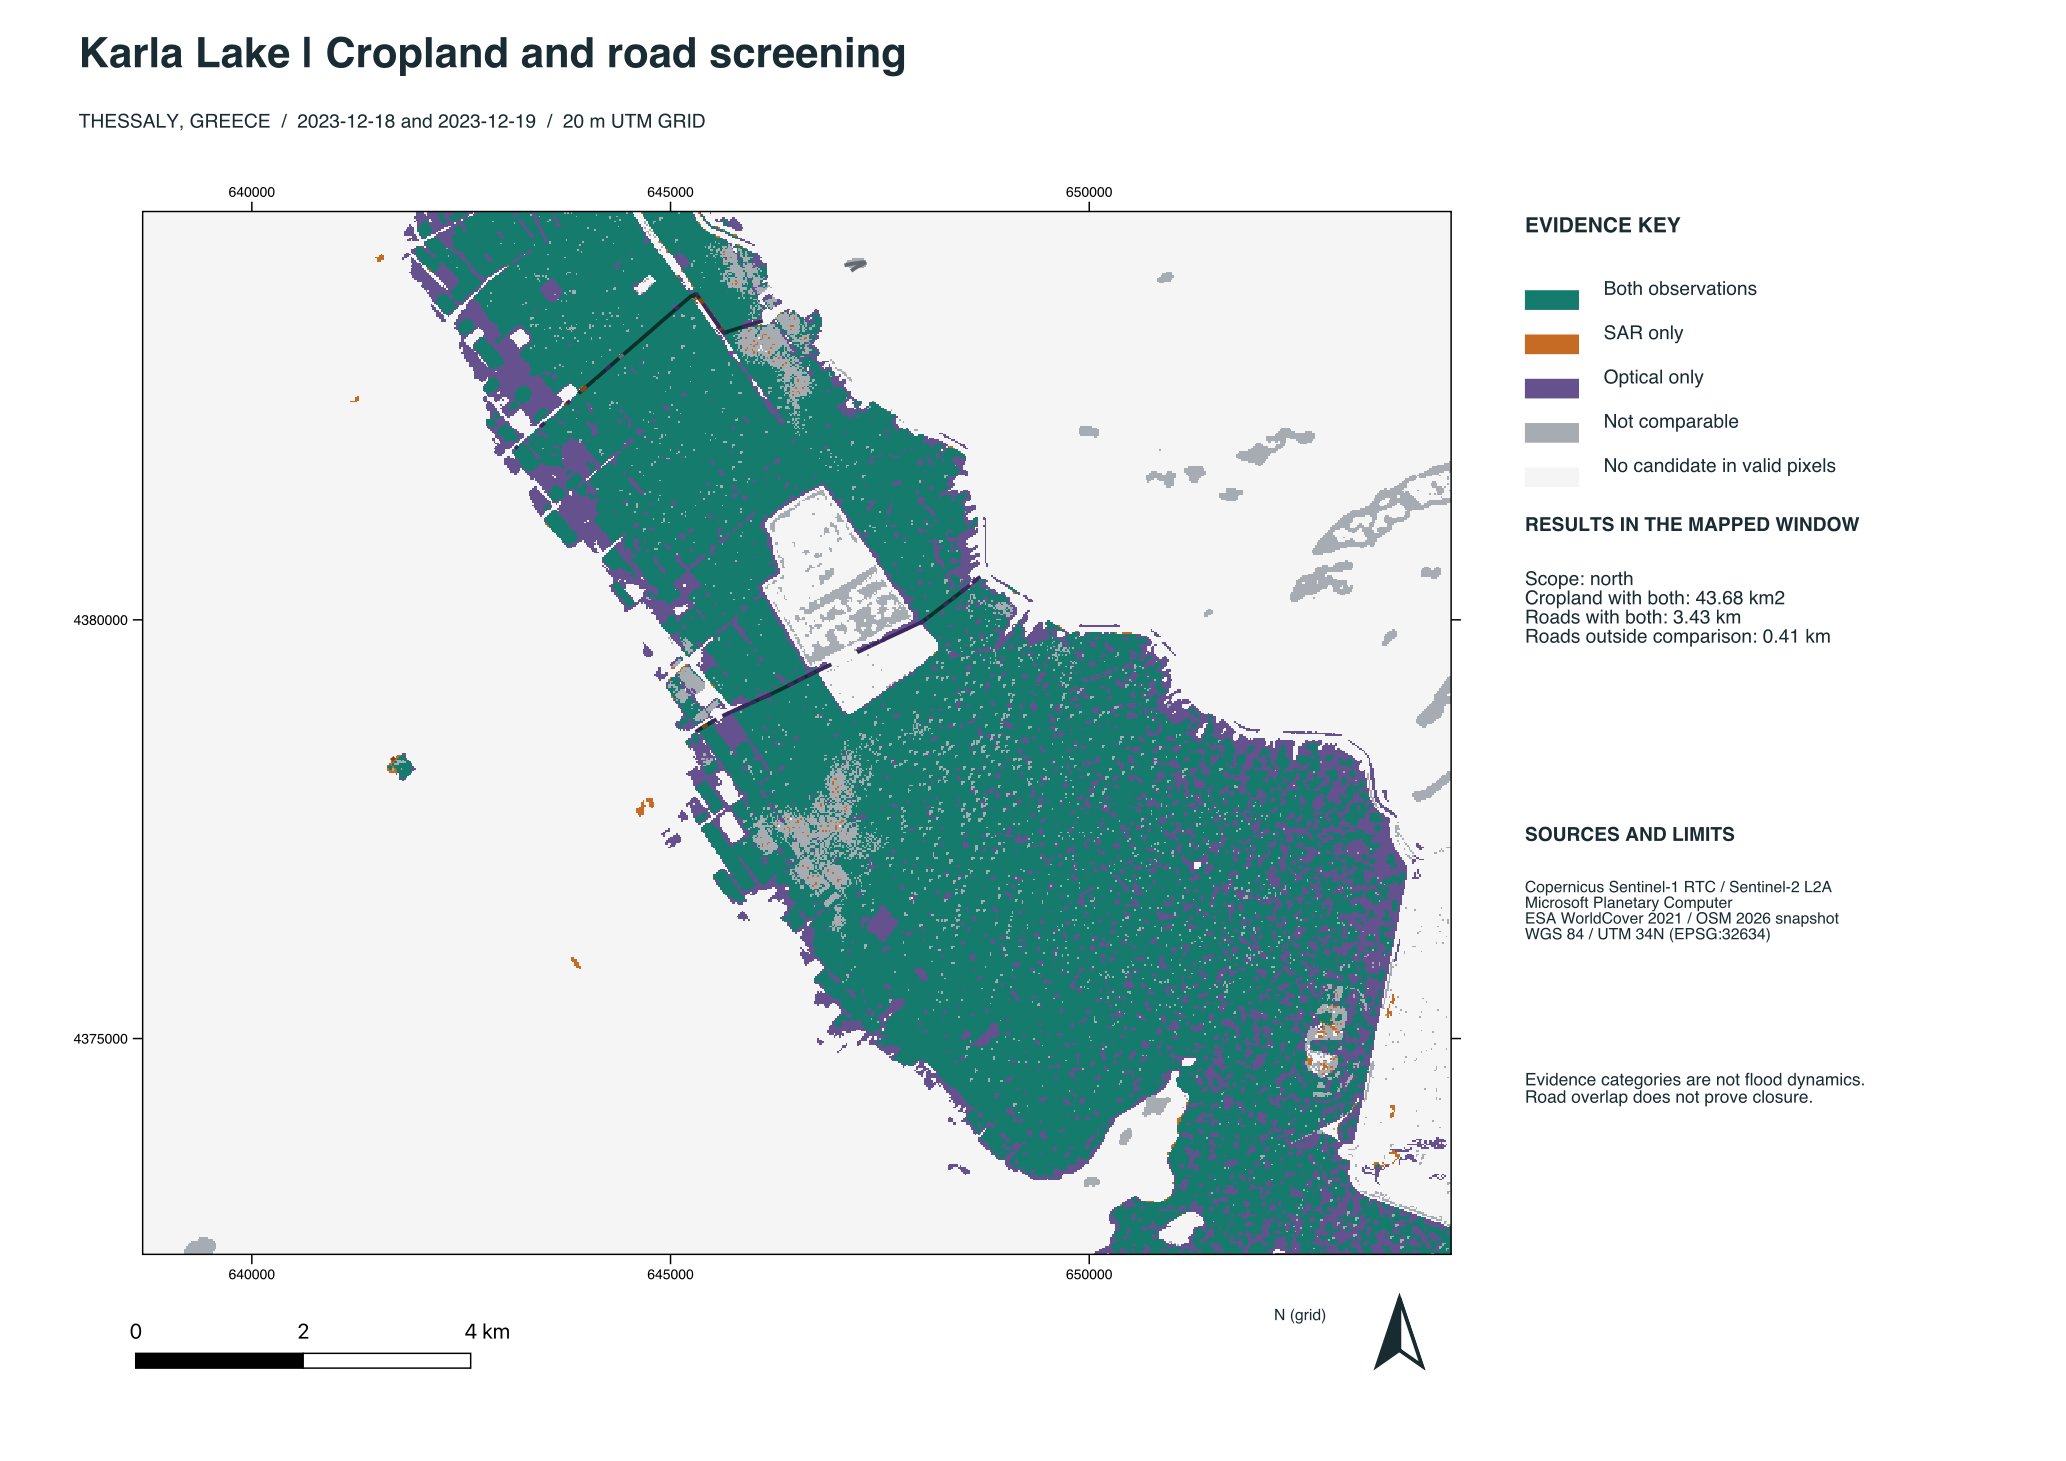 Karla Lake | Cropland and road screening
THESSALY, GREECE / 2023-12-18 and 2023-12-19 / 20 m UTM GRID
640000 645000 650000
EVIDENCE KEY
Both observations
SAR only
Optical only
Not comparable
No candidate in valid pixels
RESULTS IN THE MAPPED WINDOW
Scope: north
Cropland with both: 43.68 km2
Roads with both: 3.43 km
Roads outside comparison: 0.41 km
4380000
SOURCES AND LIMITS
Copernicus Sentinel-1 RTC / Sentinel-2 L2A
Microsoft Planetary Computer
ESA WorldCover 2021 / OSM 2026 snapshot
WGS 84 / UTM 34N (EPSG:32634)
4375000
Evidence categories are not flood dynamics.
Road overlap does not prove closure.
640000 645000 650000
N (grid)
0 2 4 km